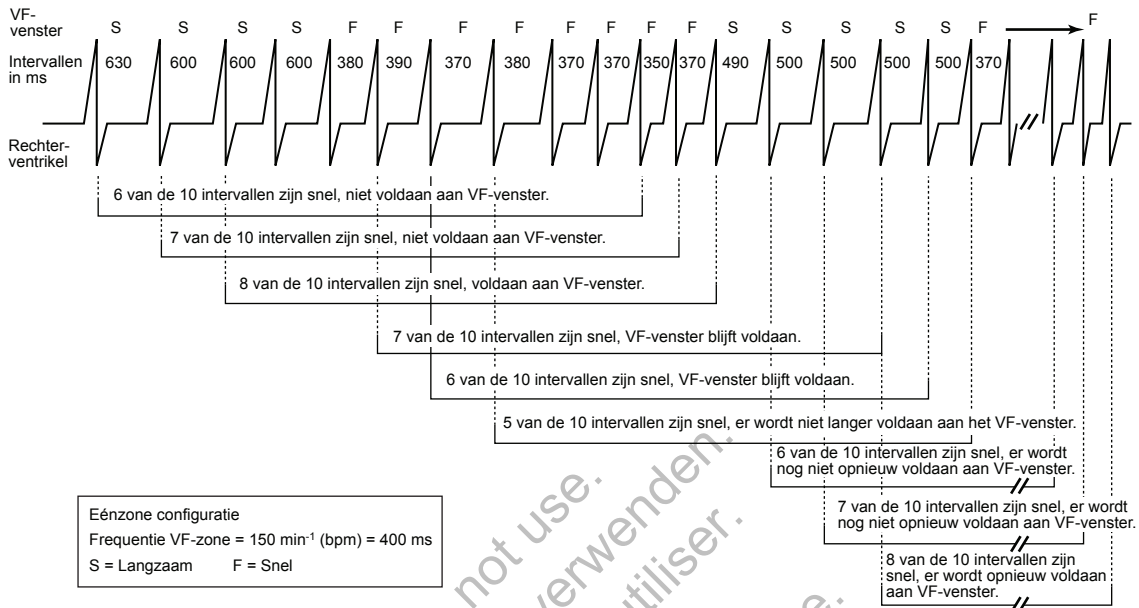 VF-
venster
S S S S F F F F F F F F S S S S S F F
Intervallen
in ms
630 600 600 600 380 390 370 380 370 370 350 370 490 500 500 500 500 370
Rechter-
ventrikel
6 van de 10 intervallen zijn snel, niet voldaan aan VF-venster.
7 van de 10 intervallen zijn snel, niet voldaan aan VF-venster.
8 van de 10 intervallen zijn snel, voldaan aan VF-venster.
7 van de 10 intervallen zijn snel, VF-venster blijft voldaan.
6 van de 10 intervallen zijn snel, VF-venster blijft voldaan.
5 van de 10 intervallen zijn snel, er wordt niet langer voldaan aan het VF-venster.
6 van de 10 intervallen zijn snel, er wordt
nog niet opnieuw voldaan aan VF-venster.
7 van de 10 intervallen zijn snel, er wordt
nog niet opnieuw voldaan aan VF-venster.
8 van de 10 intervallen zijn
snel, er wordt opnieuw voldaan
aan VF-venster.
Eénzone configuratie
Frequentie VF-zone = 150 min⁻¹ (bpm) = 400 ms
S = Langzaam F = Snel
not use.
verwenden.
utiliser.